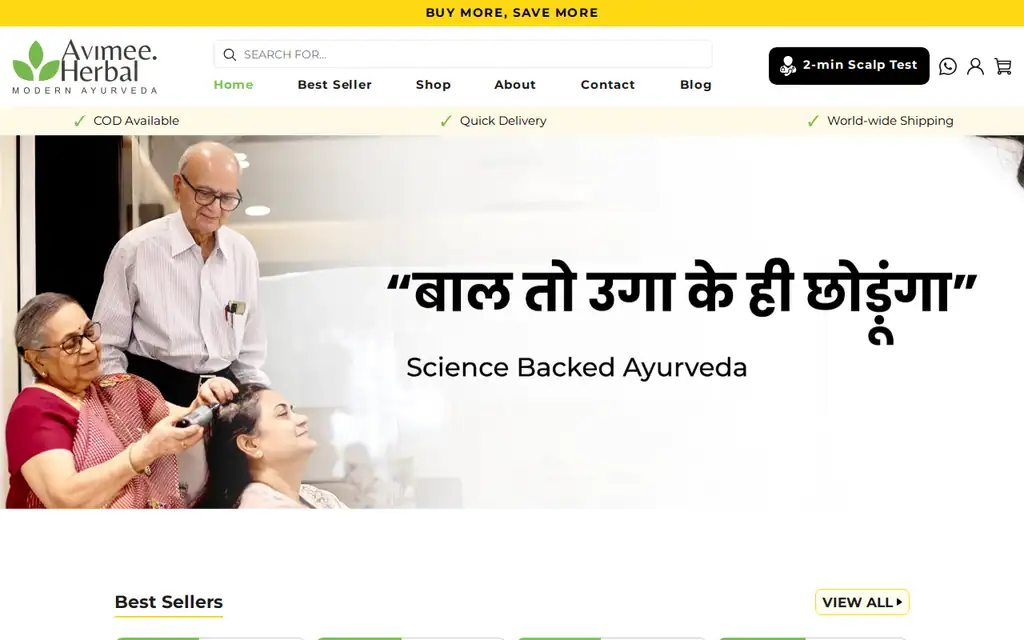 BUY MORE, SAVE MORE
Avimee.
Herbal
MODERN AYURVEDA
SEARCH FOR...
2-min Scalp Test
Home
Best Seller
Shop
About
Contact
Blog
✓ COD Available
✓ Quick Delivery
✓ World-wide Shipping
“बाल तो उगा के ही छोड़ूंगा”
Science Backed Ayurveda
Best Sellers
VIEW ALL